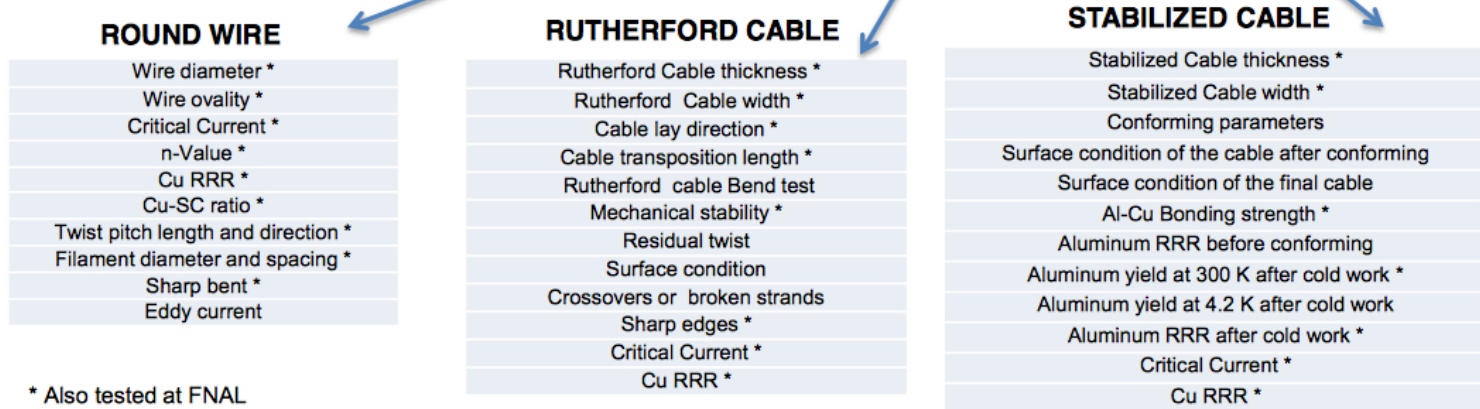 ROUND WIRE
Wire diameter *
Wire ovality *
Critical Current *
n-Value *
Cu RRR *
Cu-SC ratio *
Twist pitch length and direction *
Filament diameter and spacing *
Sharp bent *
Eddy current
* Also tested at FNAL
RUTHERFORD CABLE
Rutherford Cable thickness *
Rutherford Cable width *
Cable lay direction *
Cable transposition length *
Rutherford cable Bend test
Mechanical stability *
Residual twist
Surface condition
Crossovers or broken strands
Sharp edges *
Critical Current *
Cu RRR *
STABILIZED CABLE
Stabilized Cable thickness *
Stabilized Cable width *
Conforming parameters
Surface condition of the cable after conforming
Surface condition of the final cable
Al-Cu Bonding strength *
Aluminum RRR before conforming
Aluminum yield at 300 K after cold work *
Aluminum yield at 4.2 K after cold work
Aluminum RRR after cold work *
Critical Current *
Cu RRR *